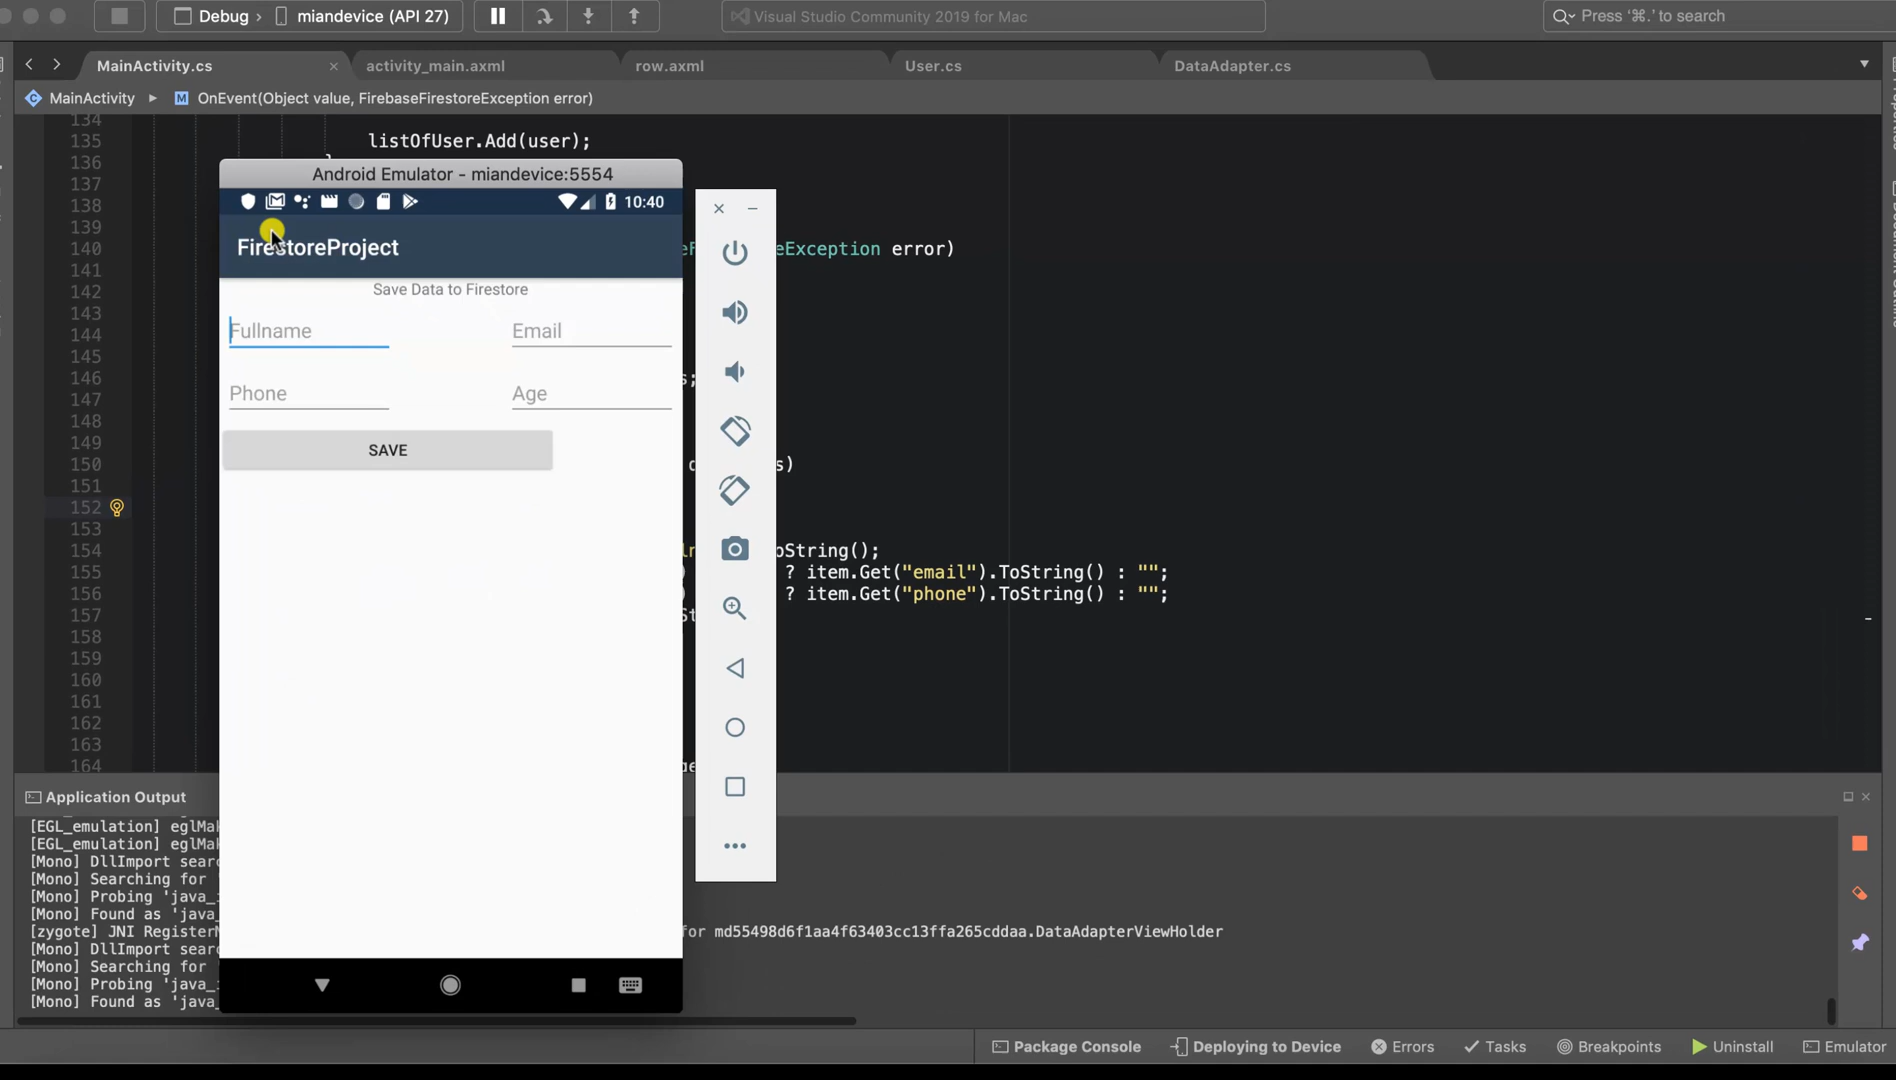 Debug › miandevice (API 27)
Visual Studio Community 2019 for Mac
Press ‘⌘.’ to search
MainActivity.cs
activity_main.axml
row.axml
User.cs
DataAdapter.cs
MainActivity ▸ M OnEvent(Object value, FirebaseFirestoreException error)
134
135 listOfUser.Add(user);
136
137
138
139
140 eException error)
141
142
143
144
145
146 s;
147
148
149
150 s)
151
152
153
154 oString();
155 ) ? item.Get("email").ToString() : "";
156 ) ? item.Get("phone").ToString() : "";
157
158
159
160
161
162
163
164
Android Emulator - miandevice:5554
10:40
FirestoreProject
Save Data to Firestore
Fullname
Email
Phone
Age
SAVE
Application Output
[EGL_emulation] eglMa
[EGL_emulation] eglMa
[Mono] DllImport sear
[Mono] Searching for '
[Mono] Probing 'java_
[Mono] Found as 'java_
[zygote] JNI Register for md55498d6f1aa4f63403cc13ffa265cddaa.DataAdapterViewHolder
[Mono] DllImport sear
[Mono] Searching for '
[Mono] Probing 'java_
[Mono] Found as 'java_
Package Console
Deploying to Device
Errors
Tasks
Breakpoints
Uninstall
Emulator